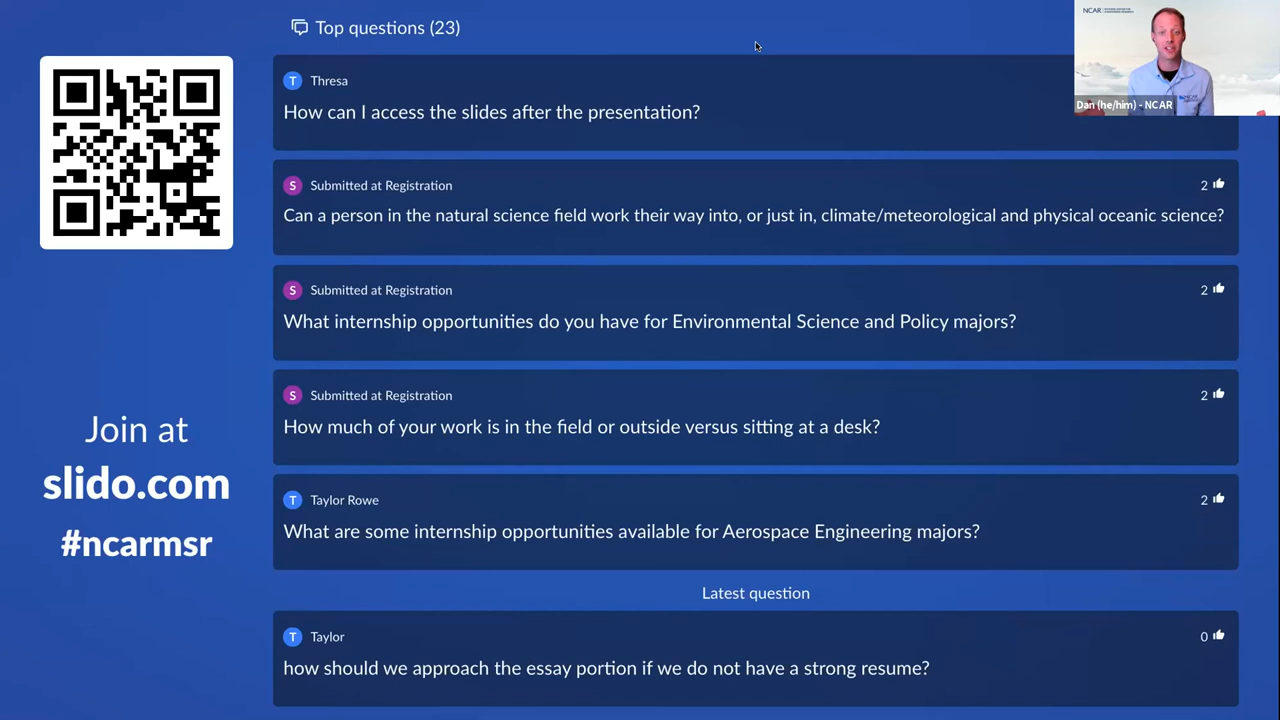 Top questions (23)
NCAR
T Thresa
How can I access the slides after the presentation?
Dan (he/him) - NCAR
S Submitted at Registration 2
Can a person in the natural science field work their way into, or just in, climate/meteorological and physical oceanic science?
S Submitted at Registration 2
What internship opportunities do you have for Environmental Science and Policy majors?
S Submitted at Registration 2
How much of your work is in the field or outside versus sitting at a desk?
T Taylor Rowe 2
What are some internship opportunities available for Aerospace Engineering majors?
Latest question
T Taylor 0
how should we approach the essay portion if we do not have a strong resume?
Join at
slido.com
#ncarmsr